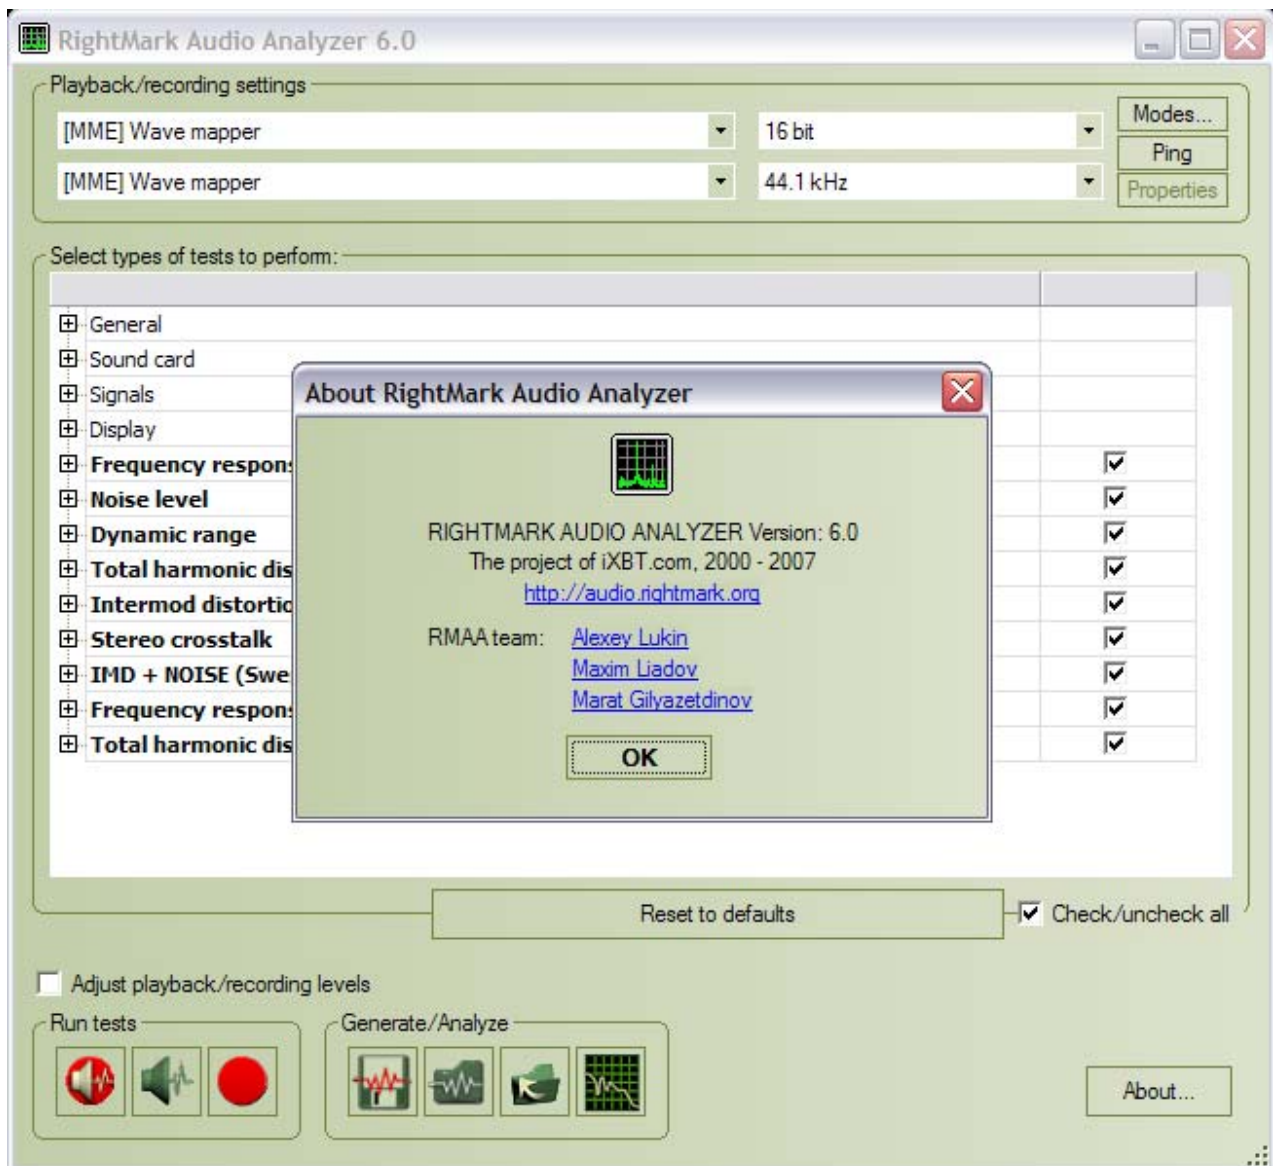 RightMark Audio Analyzer 6.0
Playback/recording settings
[MME] Wave mapper
16 bit
Modes...
Ping
[MME] Wave mapper
44.1 kHz
Properties
Select types of tests to perform:
General
Sound card
Signals
Display
Frequency respons
Noise level
Dynamic range
Total harmonic dis
Intermod distortio
Stereo crosstalk
IMD + NOISE (Swe
Frequency respons
Total harmonic dis
About RightMark Audio Analyzer
RIGHTMARK AUDIO ANALYZER Version: 6.0
The project of iXBT.com, 2000 - 2007
http://audio.rightmark.org
RMAA team: Alexey Lukin
Maxim Liadov
Marat Gilyazetdinov
OK
Reset to defaults
Check/uncheck all
Adjust playback/recording levels
Run tests
Generate/Analyze
About...